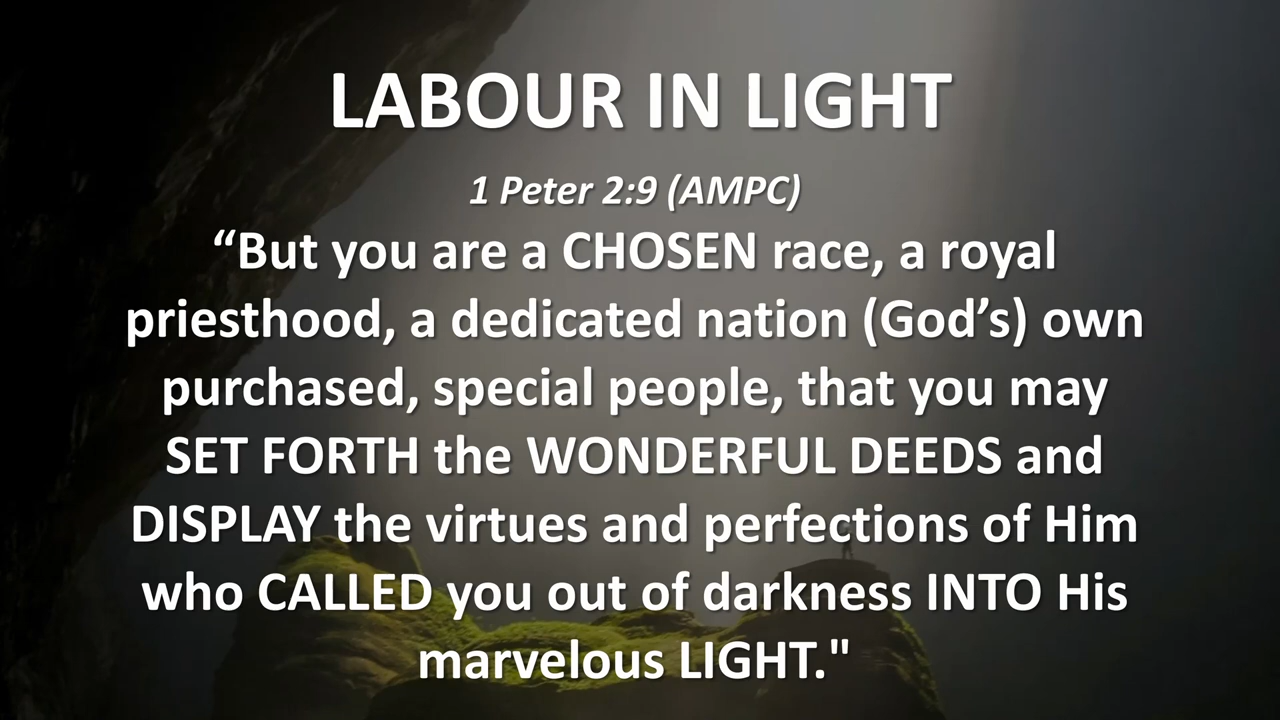 LABOUR IN LIGHT
1 Peter 2:9 (AMPC)
“But you are a CHOSEN race, a royal
priesthood, a dedicated nation (God’s) own
purchased, special people, that you may
SET FORTH the WONDERFUL DEEDS and
DISPLAY the virtues and perfections of Him
who CALLED you out of darkness INTO His
marvelous LIGHT."